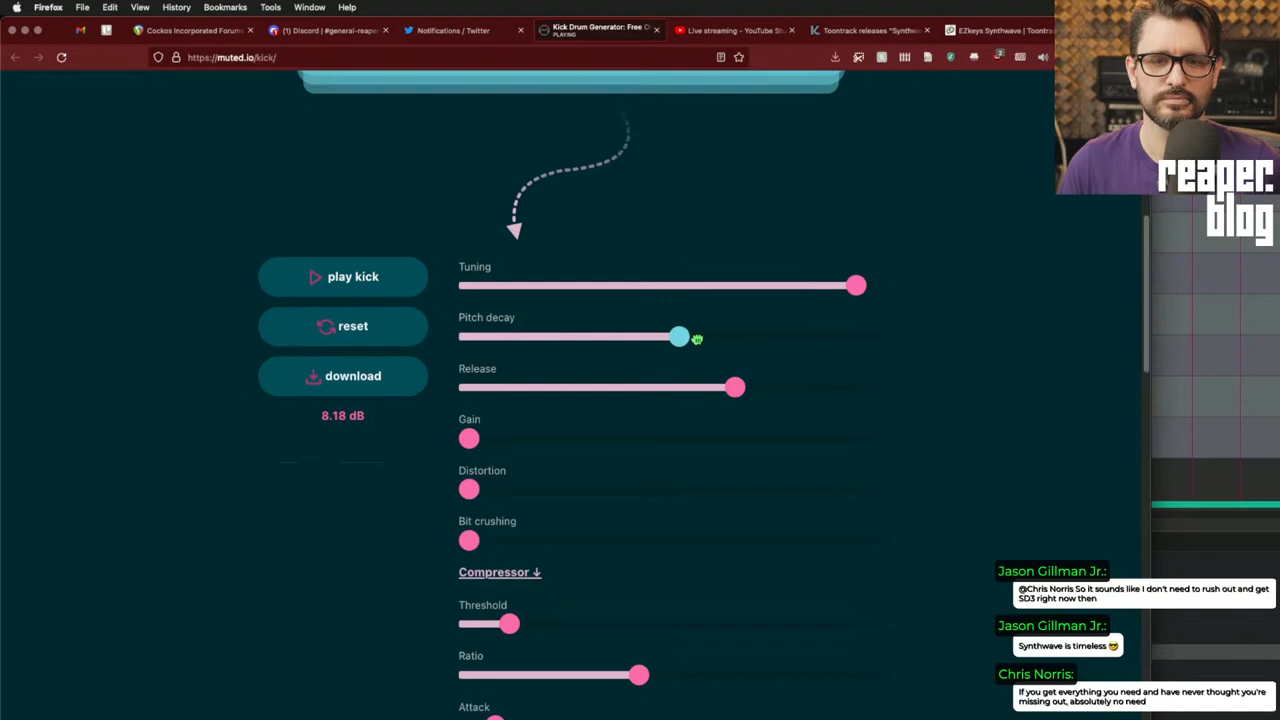 Firefox File Edit View History Bookmarks Tools Window Help
Cockos Incorporated Forums
(1) Discord | #general-reaper
Notifications / Twitter
Kick Drum Generator: Free O
PLAYING
Live streaming - YouTube Stu
Toontrack releases "Synthwav
EZkeys Synthwave | Toontrac
https://muted.io/kick/
reaper.
blog
play kick
reset
download
8.18 dB
Tuning
Pitch decay
Release
Gain
Distortion
Bit crushing
Compressor ↓
Threshold
Ratio
Attack
Jason Gillman Jr.:
@Chris Norris So it sounds like I don't need to rush out and get
SD3 right now then
Jason Gillman Jr.:
Synthwave is timeless 😎
Chris Norris:
If you get everything you need and have never thought you're
missing out, absolutely no need